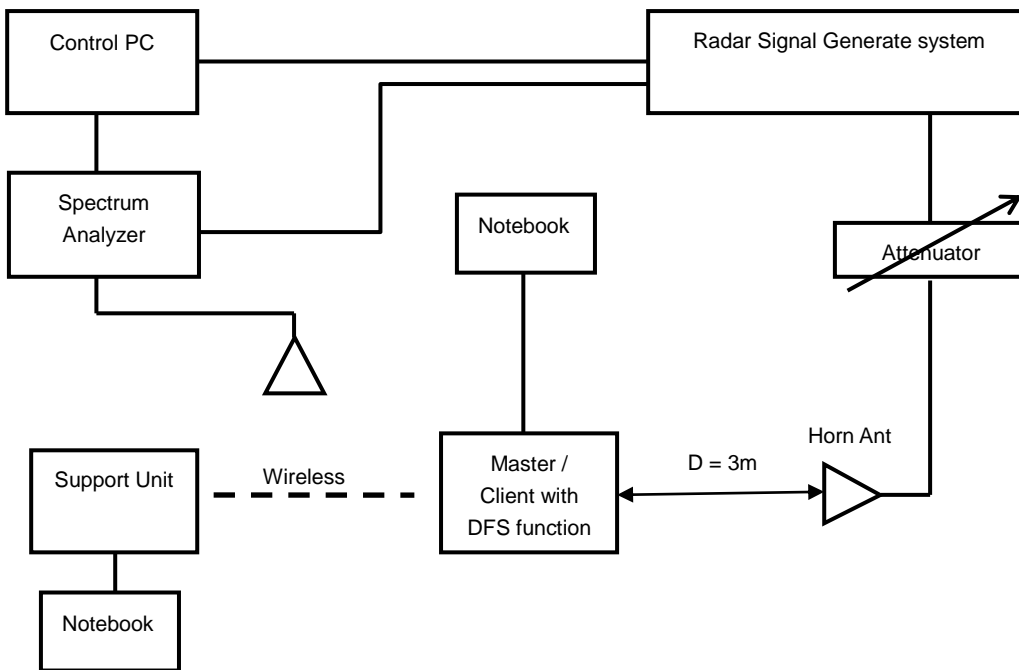 Control PC
Radar Signal Generate system
Spectrum
Analyzer
Notebook
Attenuator
Horn Ant
D = 3m
Master /
Client with
DFS function
Wireless
Support Unit
Notebook